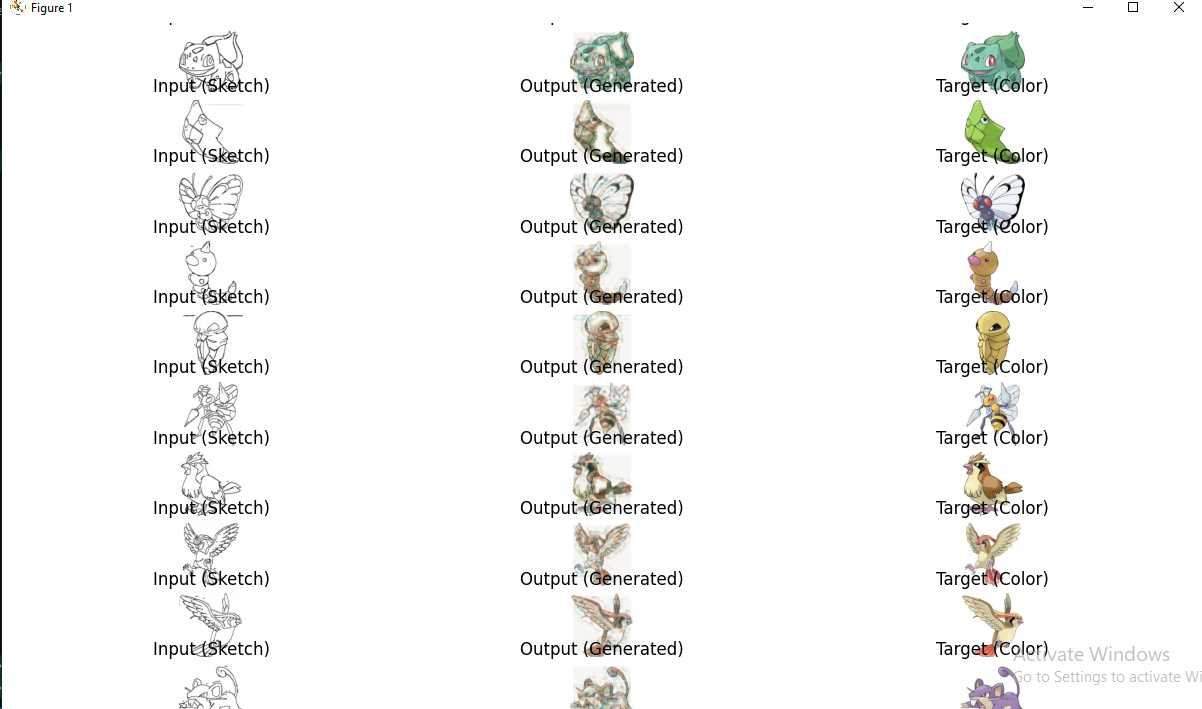 Figure 1
Input (Sketch) Output (Generated) Target (Color)
Input (Sketch) Output (Generated) Target (Color)
Input (Sketch) Output (Generated) Target (Color)
Input (Sketch) Output (Generated) Target (Color)
Input (Sketch) Output (Generated) Target (Color)
Input (Sketch) Output (Generated) Target (Color)
Input (Sketch) Output (Generated) Target (Color)
Input (Sketch) Output (Generated) Target (Color)
Input (Sketch) Output (Generated) Target (Color)
Activate Windows
Go to Settings to activate Wi